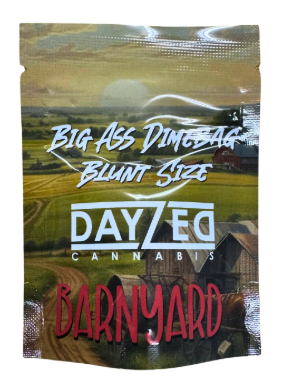 BIG ASS DIMEBAG
BLUNT SIZE
DAYZED
CANNABIS
BARNYARD